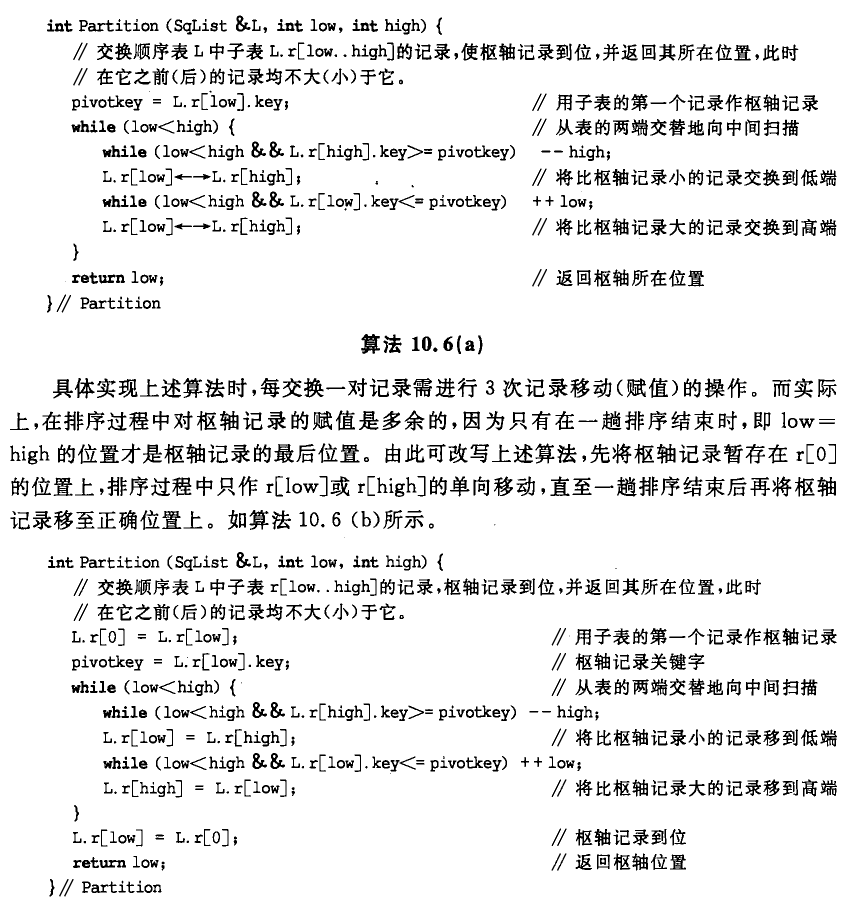 int Partition (SqList &L, int low, int high) {
// 交换顺序表 L 中子表 L.r[low..high]的记录,使枢轴记录到位,并返回其所在位置,此时
// 在它之前(后)的记录均不大(小)于它。
pivotkey = L.r[low].key; // 用子表的第一个记录作枢轴记录
while (low<high) { // 从表的两端交替地向中间扫描
while (low<high && L.r[high].key>= pivotkey) --high;
L.r[low]←→L.r[high]; // 将比枢轴记录小的记录交换到低端
while (low<high && L.r[low].key<= pivotkey) ++low;
L.r[low]←→L.r[high]; // 将比枢轴记录大的记录交换到高端
}
return low; // 返回枢轴所在位置
}// Partition
算法 10.6(a)
具体实现上述算法时,每交换一对记录需进行 3 次记录移动(赋值)的操作。而实际
上,在排序过程中对枢轴记录的赋值是多余的,因为只有在一趟排序结束时,即 low=
high 的位置才是枢轴记录的最后位置。由此可改写上述算法,先将枢轴记录暂存在 r[0]
的位置上,排序过程中只作 r[low]或 r[high]的单向移动,直至一趟排序结束后再将枢轴
记录移至正确位置上。如算法 10.6 (b)所示。
int Partition (SqList &L, int low, int high) {
// 交换顺序表 L 中子表 r[low..high]的记录,枢轴记录到位,并返回其所在位置,此时
// 在它之前(后)的记录均不大(小)于它。
L.r[0] = L.r[low]; // 用子表的第一个记录作枢轴记录
pivotkey = L.r[low].key; // 枢轴记录关键字
while (low<high) { // 从表的两端交替地向中间扫描
while (low<high && L.r[high].key>= pivotkey) --high;
L.r[low] = L.r[high]; // 将比枢轴记录小的记录移到低端
while (low<high && L.r[low].key<= pivotkey) ++low;
L.r[high] = L.r[low]; // 将比枢轴记录大的记录移到高端
}
L.r[low] = L.r[0]; // 枢轴记录到位
return low; // 返回枢轴位置
}// Partition